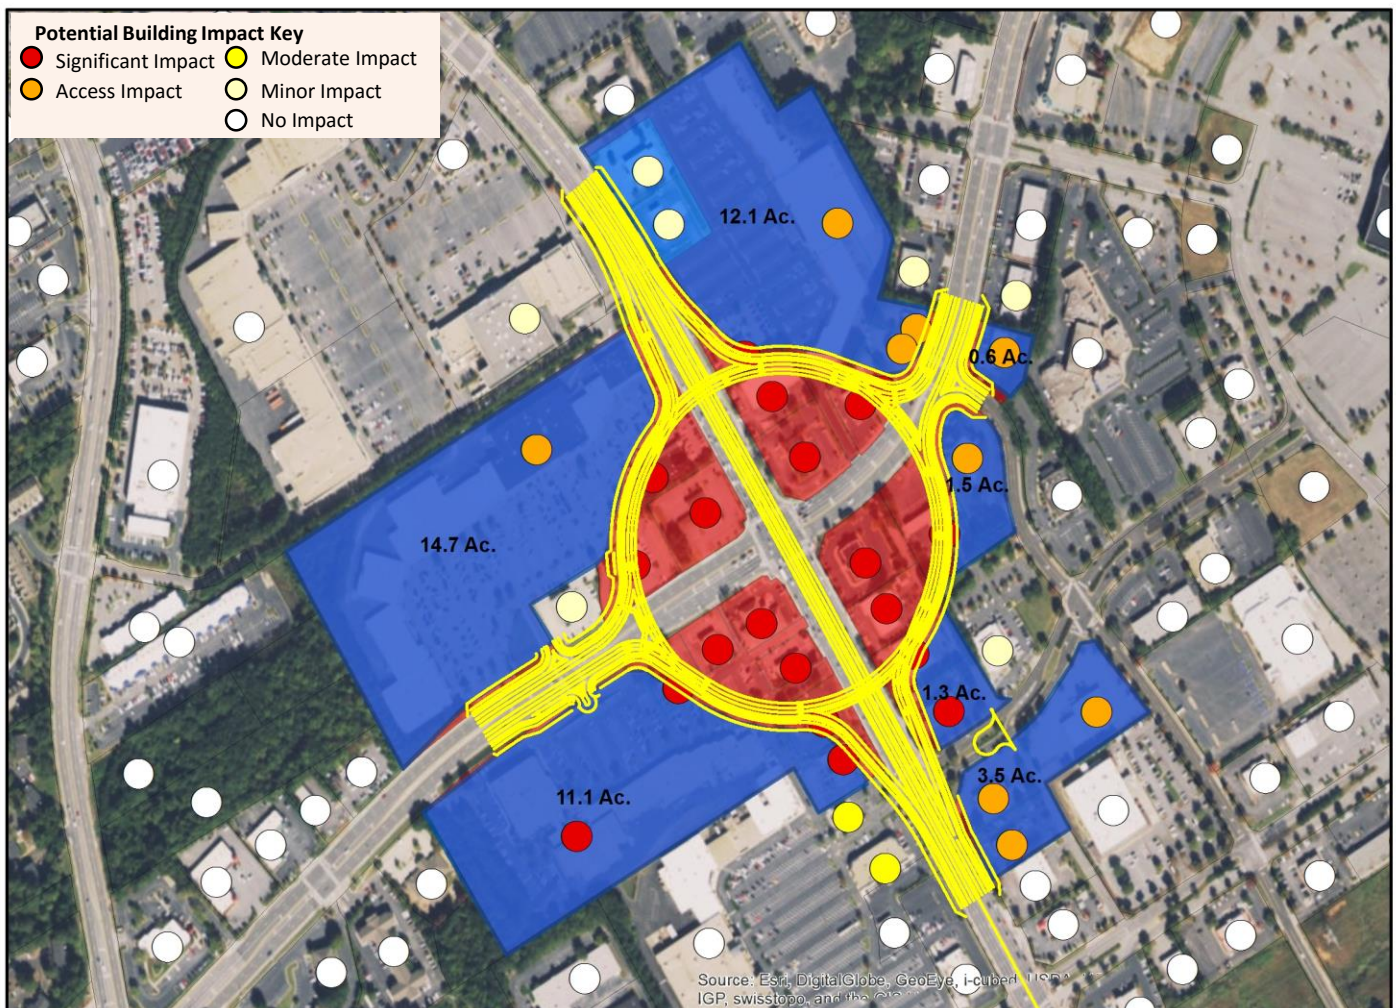 Potential Building Impact Key
Significant Impact
Moderate Impact
Access Impact
Minor Impact
No Impact
12.1 Ac.
0.6 Ac.
1.5 Ac.
14.7 Ac.
1.3 Ac.
3.5 Ac.
11.1 Ac.
Source: Esri, DigitalGlobe, GeoEye, i-cubed, USDA,
IGP, swisstopo, and the GIS